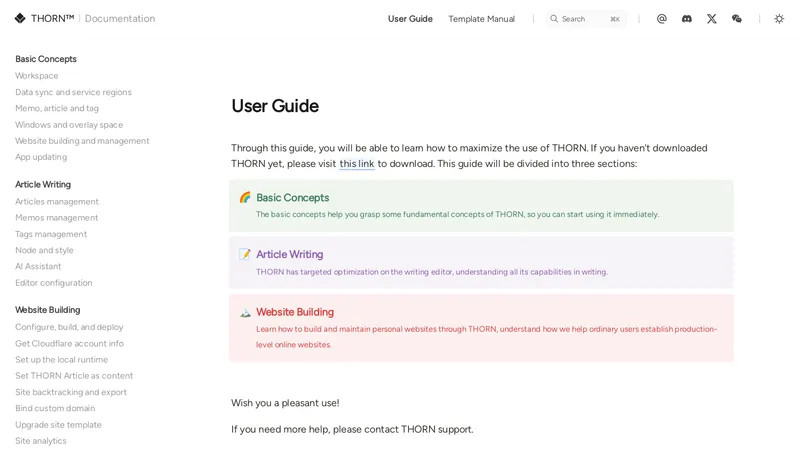 THORN™ | Documentation
User Guide
Template Manual
Search ⌘K
Basic Concepts
Workspace
Data sync and service regions
Memo, article and tag
Windows and overlay space
Website building and management
App updating
Article Writing
Articles management
Memos management
Tags management
Node and style
AI Assistant
Editor configuration
Website Building
Configure, build, and deploy
Get Cloudflare account info
Set up the local runtime
Set THORN Article as content
Site backtracking and export
Bind custom domain
Upgrade site template
Site analytics
User Guide
Through this guide, you will be able to learn how to maximize the use of THORN. If you haven't downloaded
THORN yet, please visit this link to download. This guide will be divided into three sections:
Basic Concepts
The basic concepts help you grasp some fundamental concepts of THORN, so you can start using it immediately.
Article Writing
THORN has targeted optimization on the writing editor, understanding all its capabilities in writing.
Website Building
Learn how to build and maintain personal websites through THORN, understand how we help ordinary users establish production-
level online websites.
Wish you a pleasant use!
If you need more help, please contact THORN support.